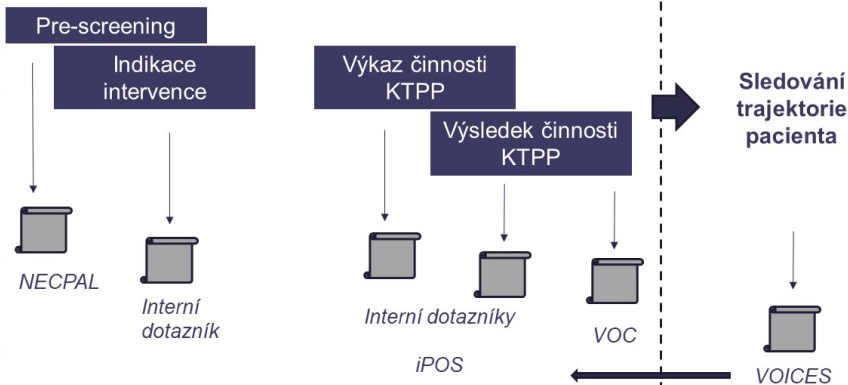 Pre-screening
Indikace
intervence
Výkaz činnosti
KTPP
Výsledek činnosti
KTPP
Sledování
trajektorie
pacienta
NECPAL
Interní
dotazník
Interní dotazníky
iPOS
VOC
VOICES